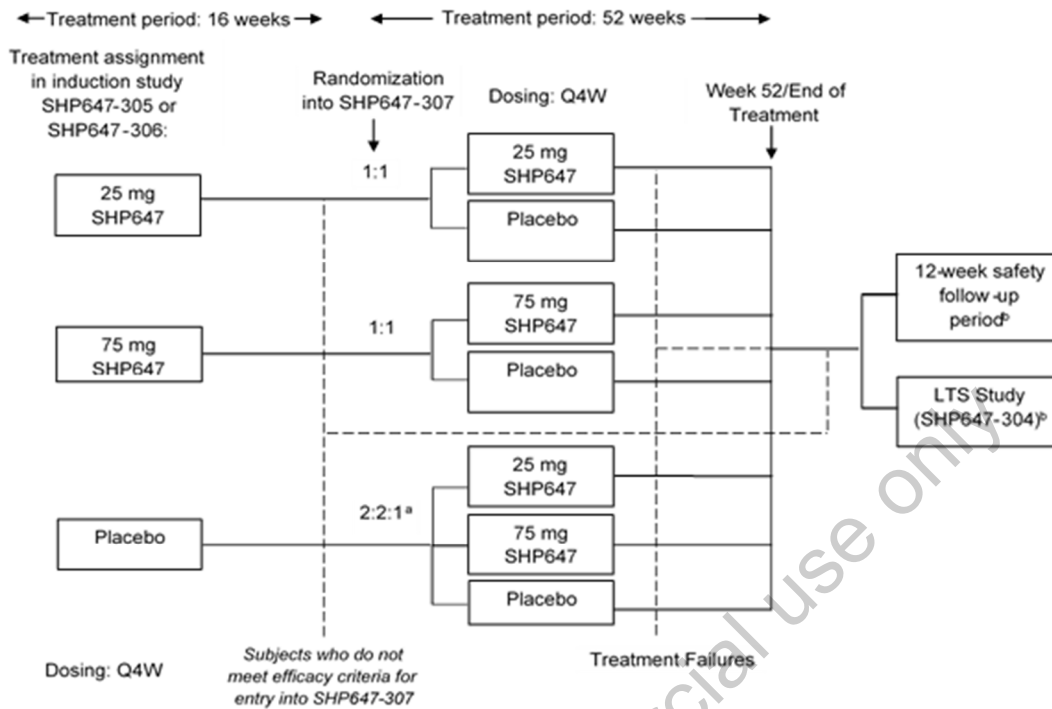 Treatment period: 16 weeks
Treatment period: 52 weeks
Treatment assignment
in induction study
SHP647-305 or
SHP647-306:
Randomization
into SHP647-307
Dosing: Q4W
Week 52/End of
Treatment
25 mg
SHP647
1:1
25 mg
SHP647
Placebo
75 mg
SHP647
1:1
75 mg
SHP647
Placebo
Placebo
2:2:1ᵃ
25 mg
SHP647
75 mg
SHP647
Placebo
12-week safety
follow-up
periodᵇ
LTS Study
(SHP647-304)ᵇ
Dosing: Q4W
Subjects who do not
meet efficacy criteria for
entry into SHP647-307
Treatment Failures
use only